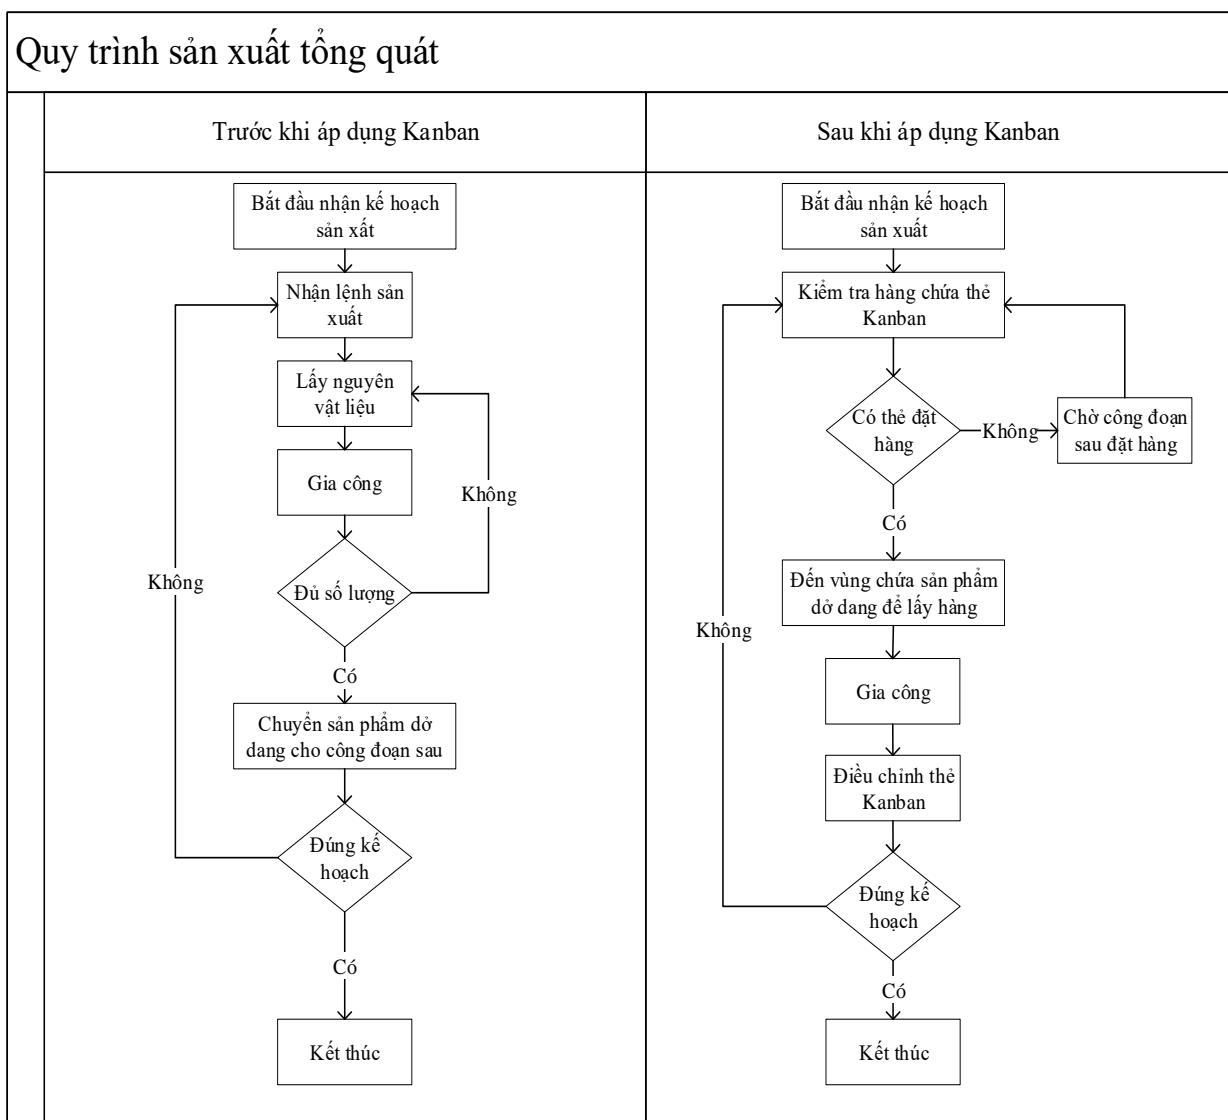 Quy trình sản xuất tổng quát
Trước khi áp dụng Kanban
Bắt đầu nhận kế hoạch
sản xất
Nhận lệnh sản
xuất
Lấy nguyên
vật liệu
Gia công
Không
Không
Đủ số lượng
Có
Chuyển sản phẩm dở
dang cho công đoạn sau
Đúng kế
hoạch
Có
Kết thúc
Sau khi áp dụng Kanban
Bắt đầu nhận kế hoạch
sản xuất
Kiểm tra hàng chứa thẻ
Kanban
Có thẻ đặt
hàng
Không
Chờ công đoạn
sau đặt hàng
Có
Đến vùng chứa sản phẩm
dở dang để lấy hàng
Không
Gia công
Điều chỉnh thẻ
Kanban
Đúng kế
hoạch
Có
Kết thúc